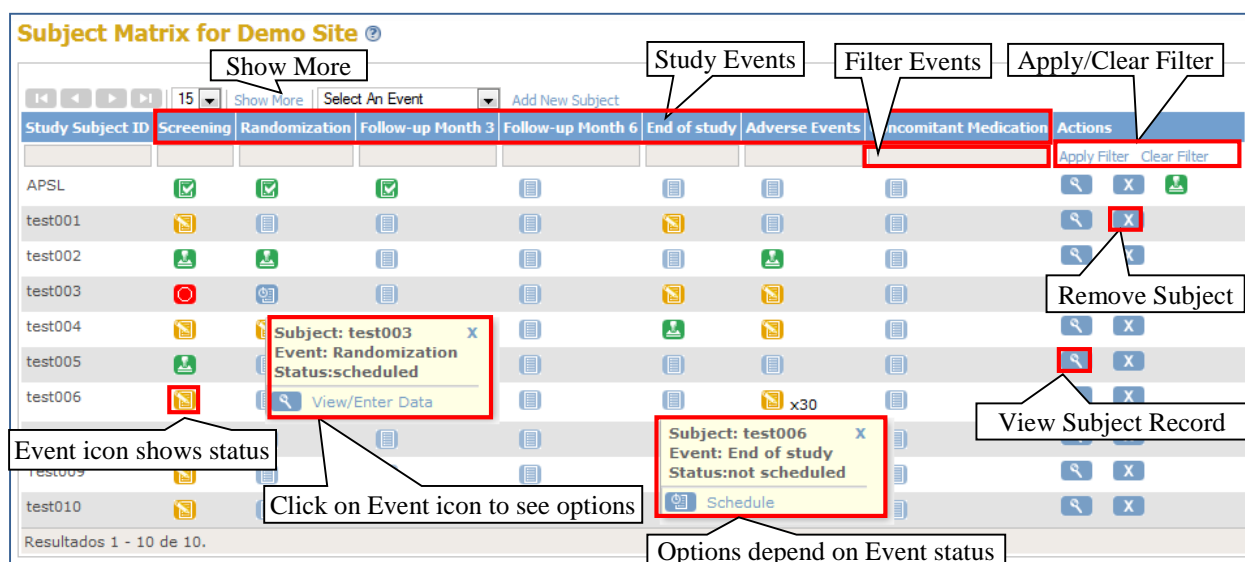 Subject Matrix for Demo Site ?
Show More
Study Events
Filter Events
Apply/Clear Filter
15 Show More Select An Event Add New Subject
Study Subject ID Screening Randomization Follow-up Month 3 Follow-up Month 6 End of study Adverse Events Concomitant Medication Actions
Apply Filter Clear Filter
APSL X
test001 X
test002 X
test003
Remove Subject
test004 X
Subject: test003 X
Event: Randomization
Status:scheduled
View/Enter Data
test005 X
test006 x30 X
View Subject Record
Event icon shows status
Subject: test006 X
Event: End of study
Status:not scheduled
Schedule
Test009 X
Click on Event icon to see options
test010 X
Resultados 1 - 10 de 10.
Options depend on Event status